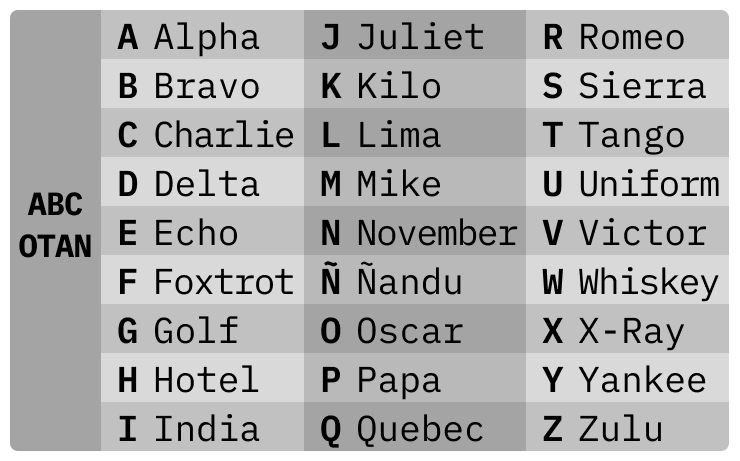 ABC
OTAN
A Alpha
B Bravo
C Charlie
D Delta
E Echo
F Foxtrot
G Golf
H Hotel
I India
J Juliet
K Kilo
L Lima
M Mike
N November
Ñ Ñandu
O Oscar
P Papa
Q Quebec
R Romeo
S Sierra
T Tango
U Uniform
V Victor
W Whiskey
X X-Ray
Y Yankee
Z Zulu